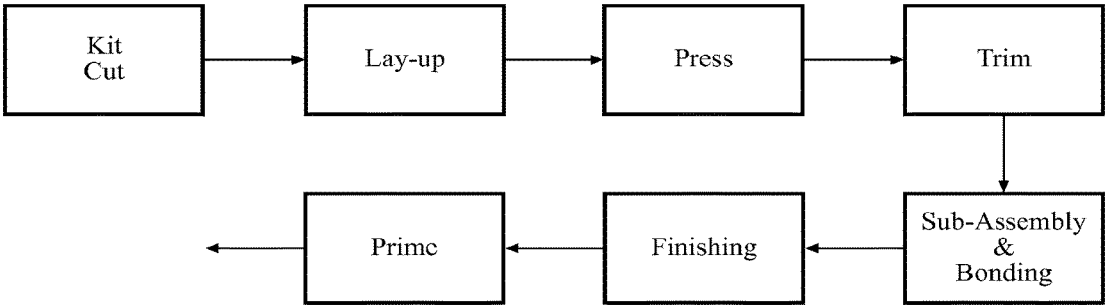 Kit
Cut
Lay-up
Press
Trim
Sub-Assembly
&
Bonding
Finishing
Prime